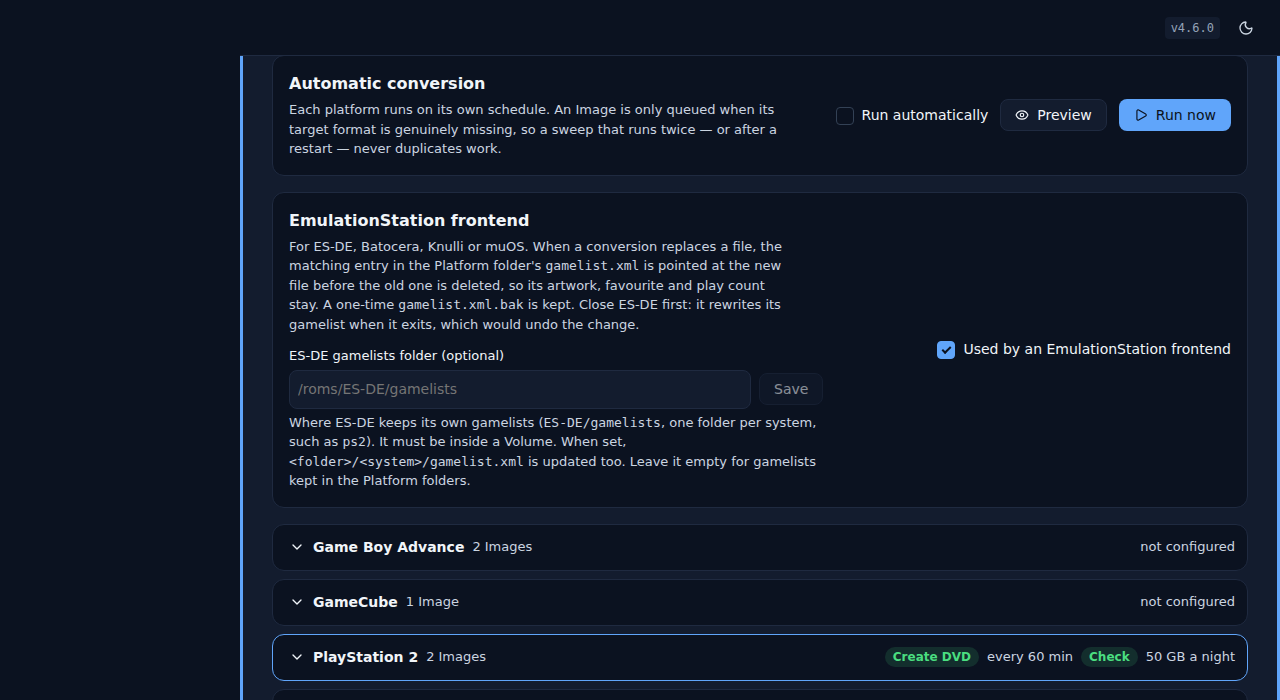 v4.6.0
Automatic conversion
Each platform runs on its own schedule. An Image is only queued when its
target format is genuinely missing, so a sweep that runs twice — or after a
restart — never duplicates work.
Run automatically
Preview
Run now
EmulationStation frontend
For ES-DE, Batocera, Knulli or muOS. When a conversion replaces a file, the
matching entry in the Platform folder's gamelist.xml is pointed at the new
file before the old one is deleted, so its artwork, favourite and play count
stay. A one-time gamelist.xml.bak is kept. Close ES-DE first: it rewrites its
gamelist when it exits, which would undo the change.
ES-DE gamelists folder (optional)
/roms/ES-DE/gamelists
Save
Where ES-DE keeps its own gamelists (ES-DE/gamelists, one folder per system,
such as ps2). It must be inside a Volume. When set,
<folder>/<system>/gamelist.xml is updated too. Leave it empty for gamelists
kept in the Platform folders.
Used by an EmulationStation frontend
Game Boy Advance 2 Images not configured
GameCube 1 Image not configured
PlayStation 2 2 Images Create DVD every 60 min Check 50 GB a night